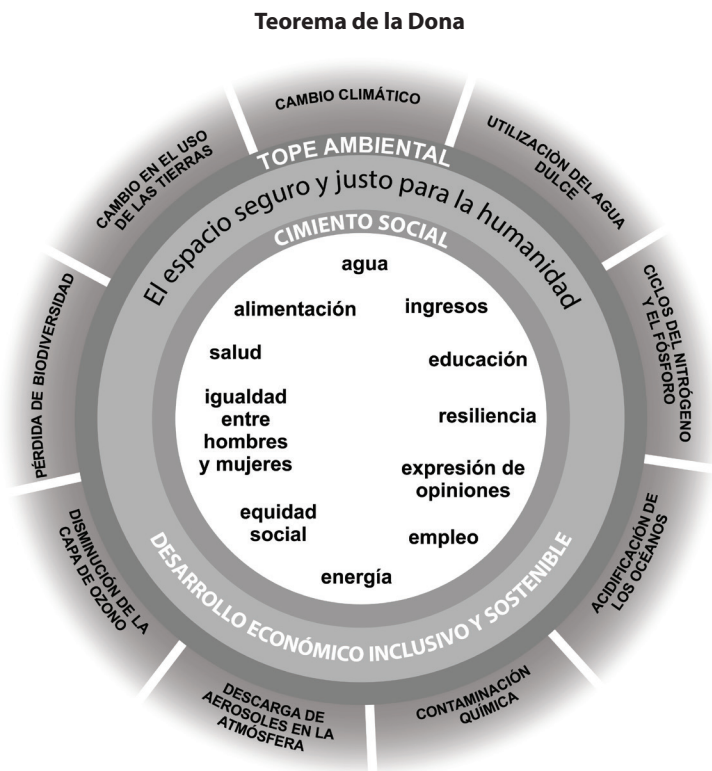 Teorema de la Dona
CAMBIO CLIMÁTICO
UTILIZACIÓN DEL AGUA
DULCE
CICLOS DEL NITRÓGENO
Y EL FÓSFORO
ACIDIFICACIÓN DE
LOS OCÉANOS
CONTAMINACIÓN
QUÍMICA
DESCARGA DE
AEROSOLES EN LA
ATMÓSFERA
DISMINUCIÓN DE LA
CAPA DE OZONO
PÉRDIDA DE BIODIVERSIDAD
CAMBIO EN EL USO
DE LAS TIERRAS
TOPE AMBIENTAL
El espacio seguro y justo para la humanidad
CIMIENTO SOCIAL
agua
alimentación
ingresos
salud
educación
igualdad
entre
hombres
y mujeres
resiliencia
expresión de
opiniones
equidad
social
empleo
energía
DESARROLLO ECONÓMICO INCLUSIVO Y SOSTENIBLE